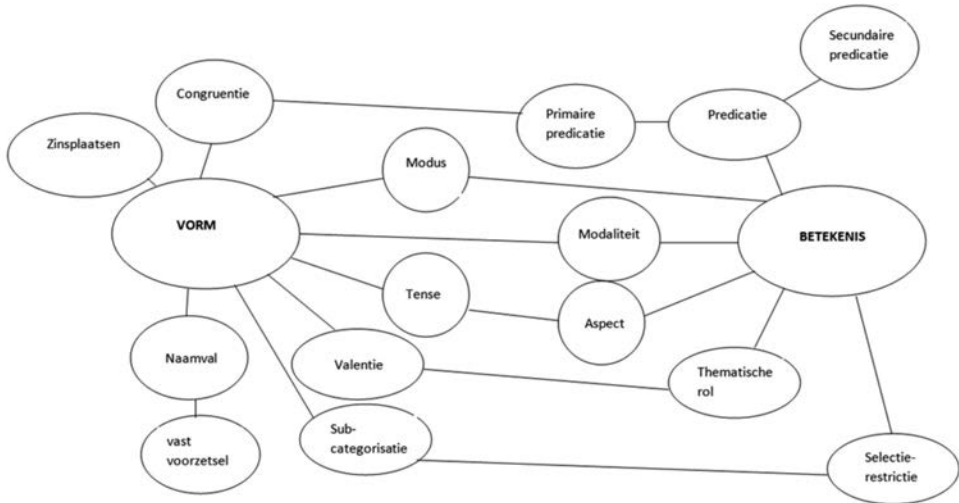 Secundaire
predicatie
Congruentie
Primaire
predicatie
Predicatie
Zinsplaatsen
Modus
VORM
Modaliteit
BETEKENIS
Tense
Aspect
Naamval
Valentie
Thematische
rol
vast
voorzetsel
Sub-
categorisatie
Selectie-
restrictie